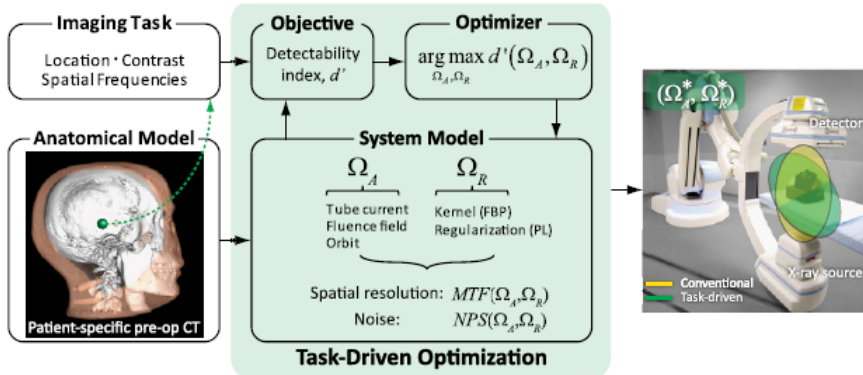 Imaging Task
Location · Contrast
Spatial Frequencies
Objective
Detectability
index, d'
Optimizer
arg max d'(Ω_A, Ω_R)
Ω_A,Ω_R
Anatomical Model
Patient-specific pre-op CT
System Model
Ω_A
Tube current
Fluence field
Orbit
Ω_R
Kernel (FBP)
Regularization (PL)
Spatial resolution: MTF(Ω_A,Ω_R)
Noise: NPS(Ω_A,Ω_R)
Task-Driven Optimization
(Ω*_A, Ω*_R)
Detector
X-ray source
Conventional
Task-driven